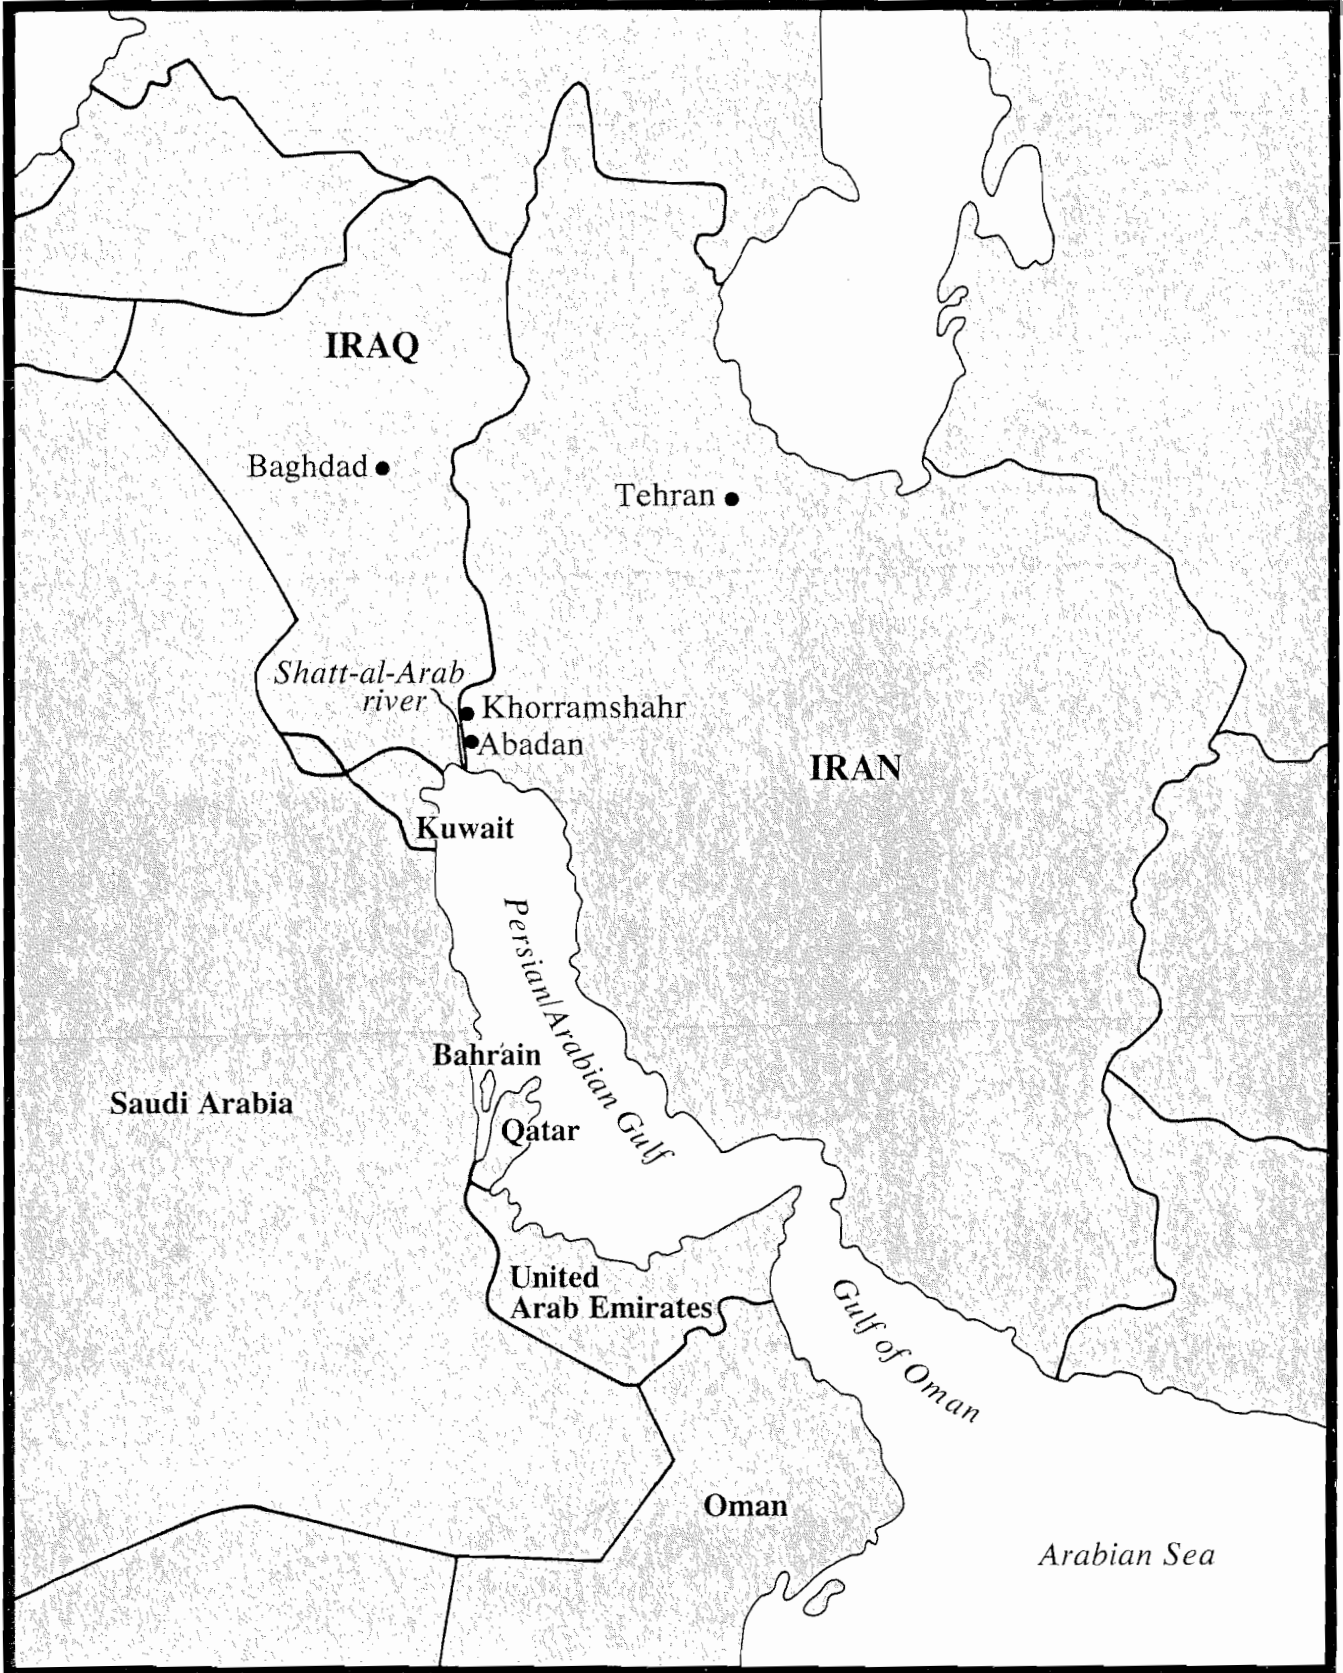 IRAQ
Baghdad
Tehran
Shatt-al-Arab
river
Khorramshahr
Abadan
IRAN
Kuwait
Persian/Arabian Gulf
Bahrain
Saudi Arabia
Qatar
United
Arab Emirates
Gulf of Oman
Oman
Arabian Sea